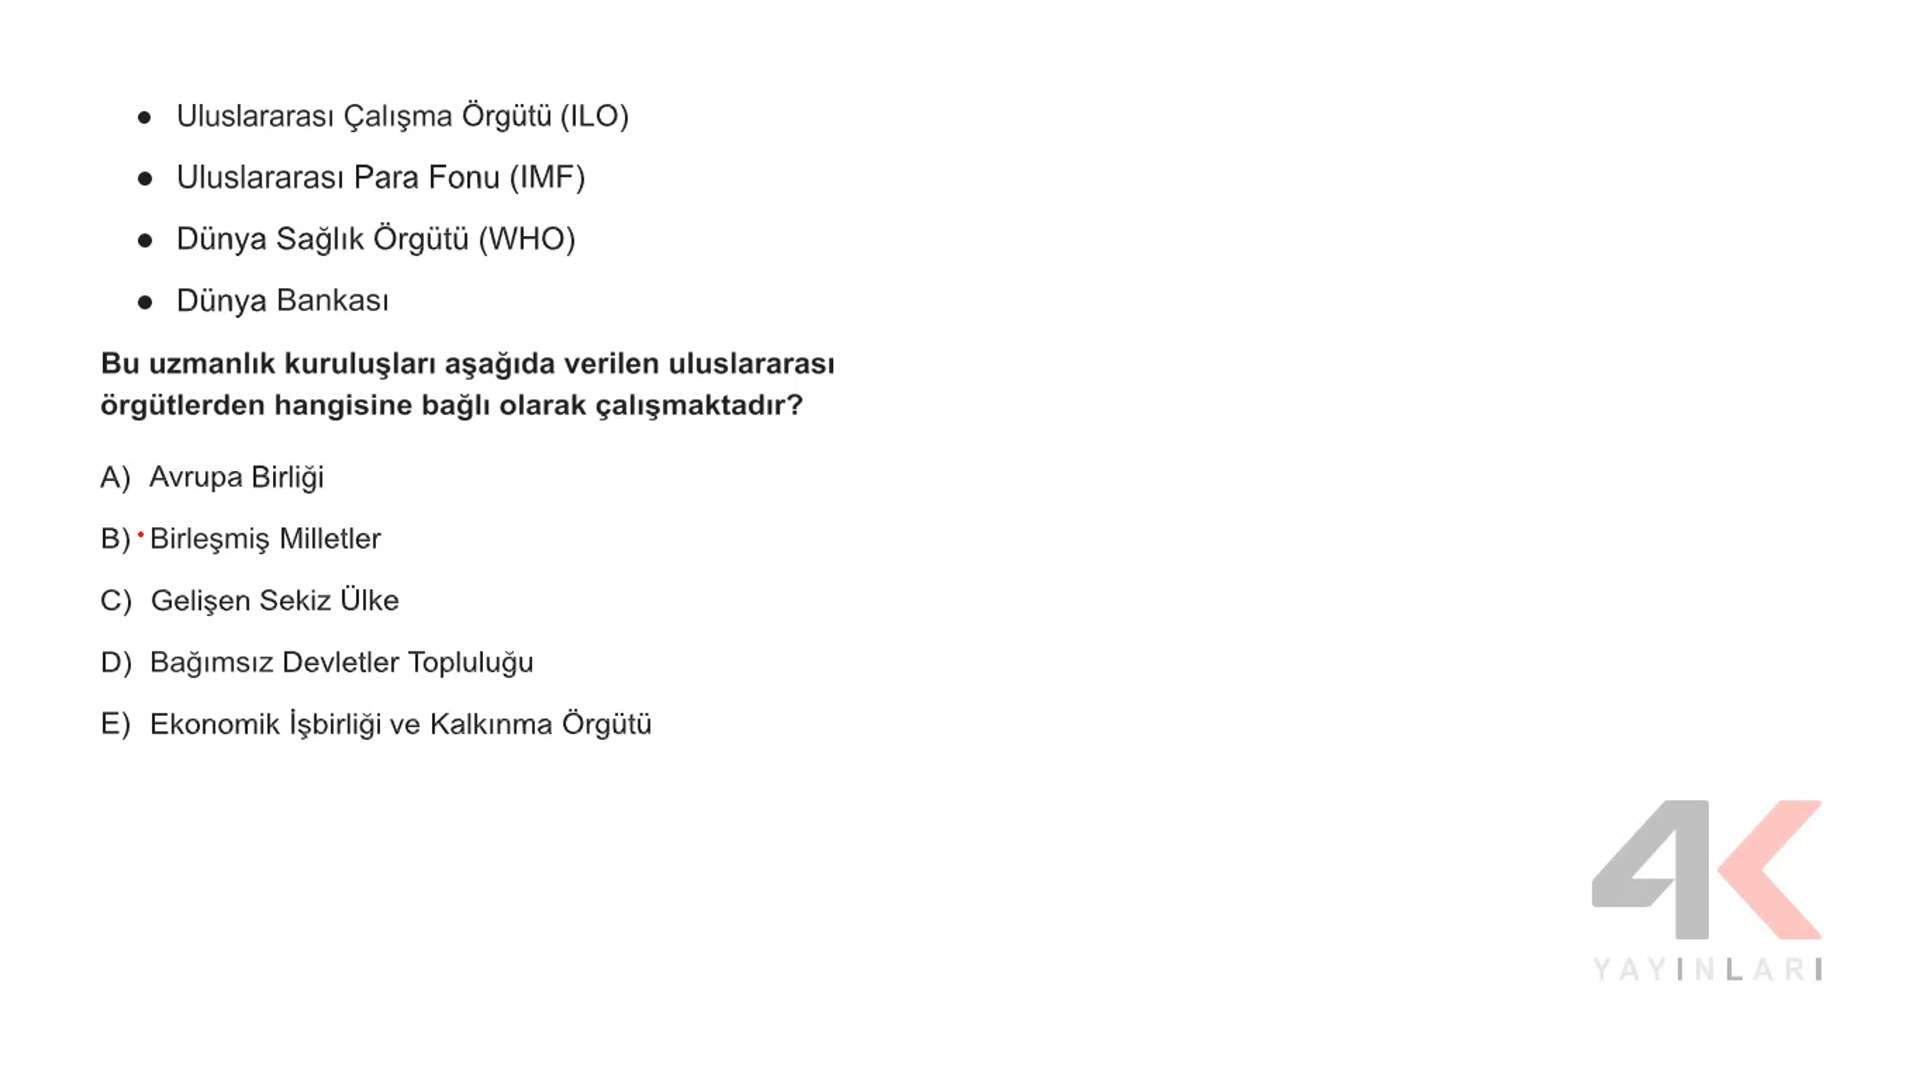 ● Uluslararası Çalışma Örgütü (ILO)
● Uluslararası Para Fonu (IMF)
● Dünya Sağlık Örgütü (WHO)
● Dünya Bankası
Bu uzmanlık kuruluşları aşağıda verilen uluslararası
örgütlerden hangisine bağlı olarak çalışmaktadır?
A) Avrupa Birliği
B) Birleşmiş Milletler
C) Gelişen Sekiz Ülke
D) Bağımsız Devletler Topluluğu
E) Ekonomik İşbirliği ve Kalkınma Örgütü
4K
YAYINLARI